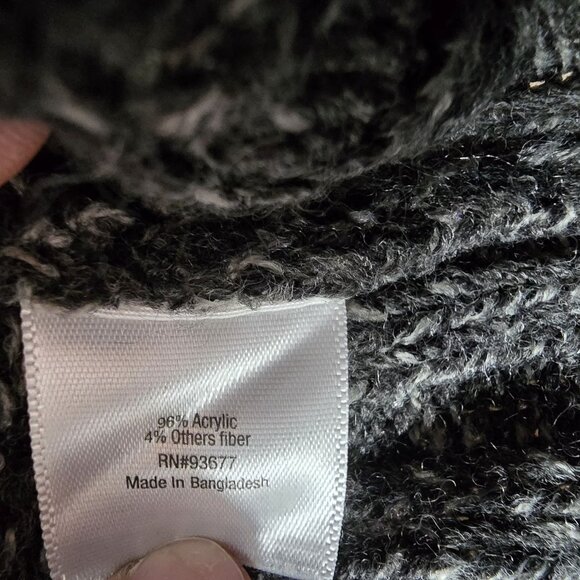 96% Acrylic
4% Others fiber
RN#93677
Made In Bangladesh